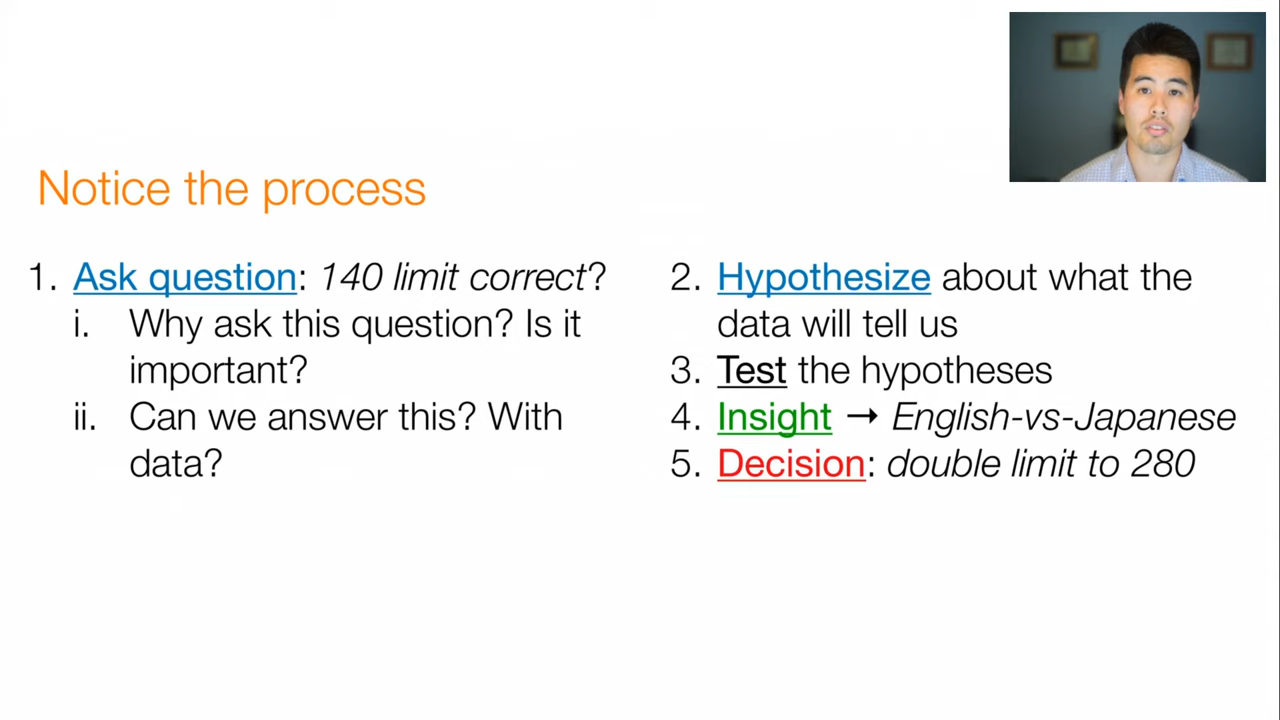 Notice the process
1. Ask question: 140 limit correct?
i. Why ask this question? Is it
important?
ii. Can we answer this? With
data?
2. Hypothesize about what the
data will tell us
3. Test the hypotheses
4. Insight → English-vs-Japanese
5. Decision: double limit to 280